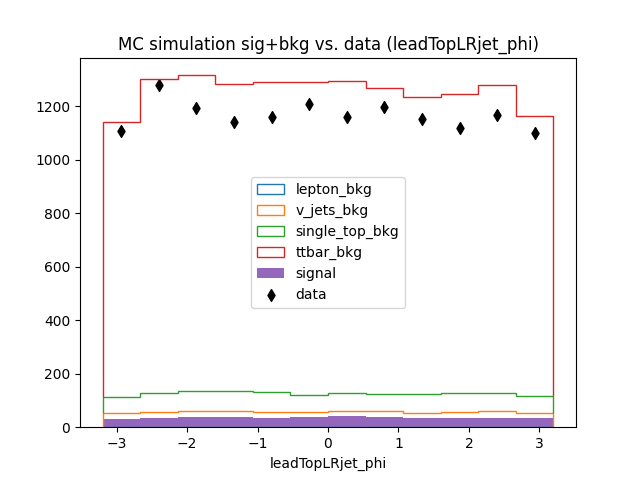 MC simulation sig+bkg vs. data (leadTopLRjet_phi)
1200
1000
800
600
400
200
0
lepton_bkg
v_jets_bkg
single_top_bkg
ttbar_bkg
signal
data
−3 −2 −1 0 1 2 3
leadTopLRjet_phi